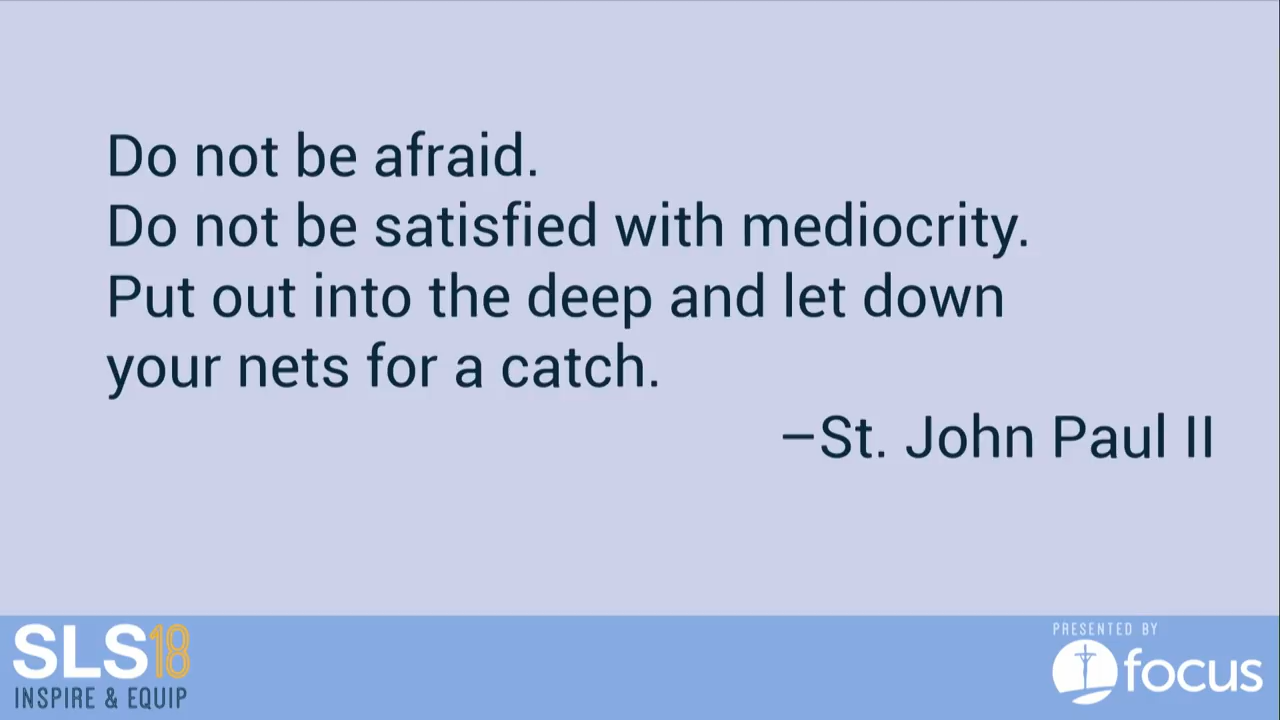 Do not be afraid.
Do not be satisfied with mediocrity.
Put out into the deep and let down
your nets for a catch.
–St. John Paul II
SLS18
INSPIRE & EQUIP
PRESENTED BY
focus